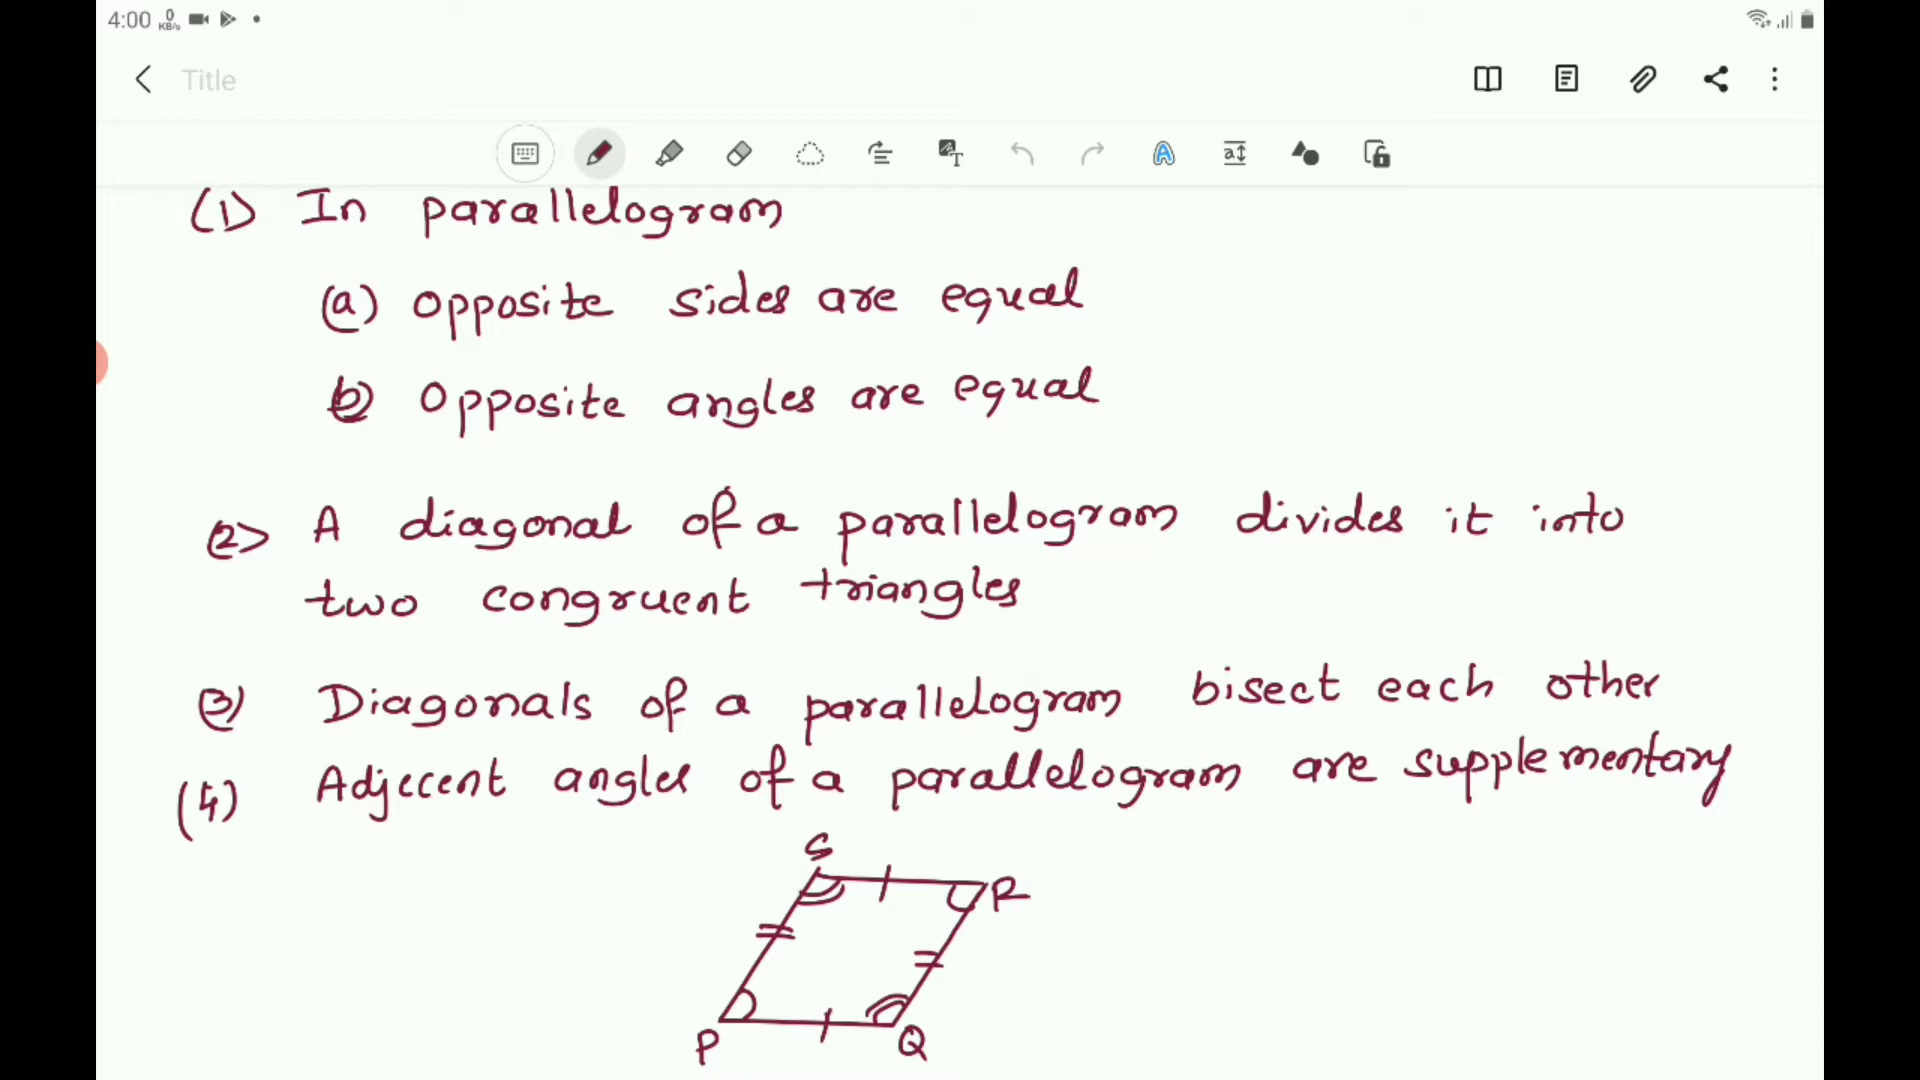 4:00 0 KB/s
Title
(1) In parallelogram
(a) opposite sides are equal
b) Opposite angles are equal
(2) A diagonal of a parallelogram divides it into
two congruent triangles
(3) Diagonals of a parallelogram bisect each other
(4) Adjecent angles of a parallelogram are supplementary
S
R
P
Q